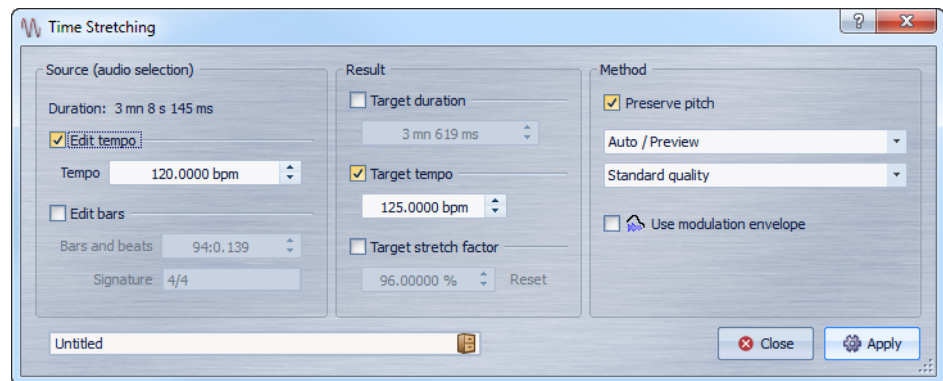 Time Stretching
?
Source (audio selection)
Duration: 3 mn 8 s 145 ms
Edit tempo
Tempo 120.0000 bpm
Edit bars
Bars and beats 94:0.139
Signature 4/4
Result
Target duration
3 mn 619 ms
Target tempo
125.0000 bpm
Target stretch factor
96.00000 % Reset
Method
Preserve pitch
Auto / Preview
Standard quality
Use modulation envelope
Untitled
Close
Apply